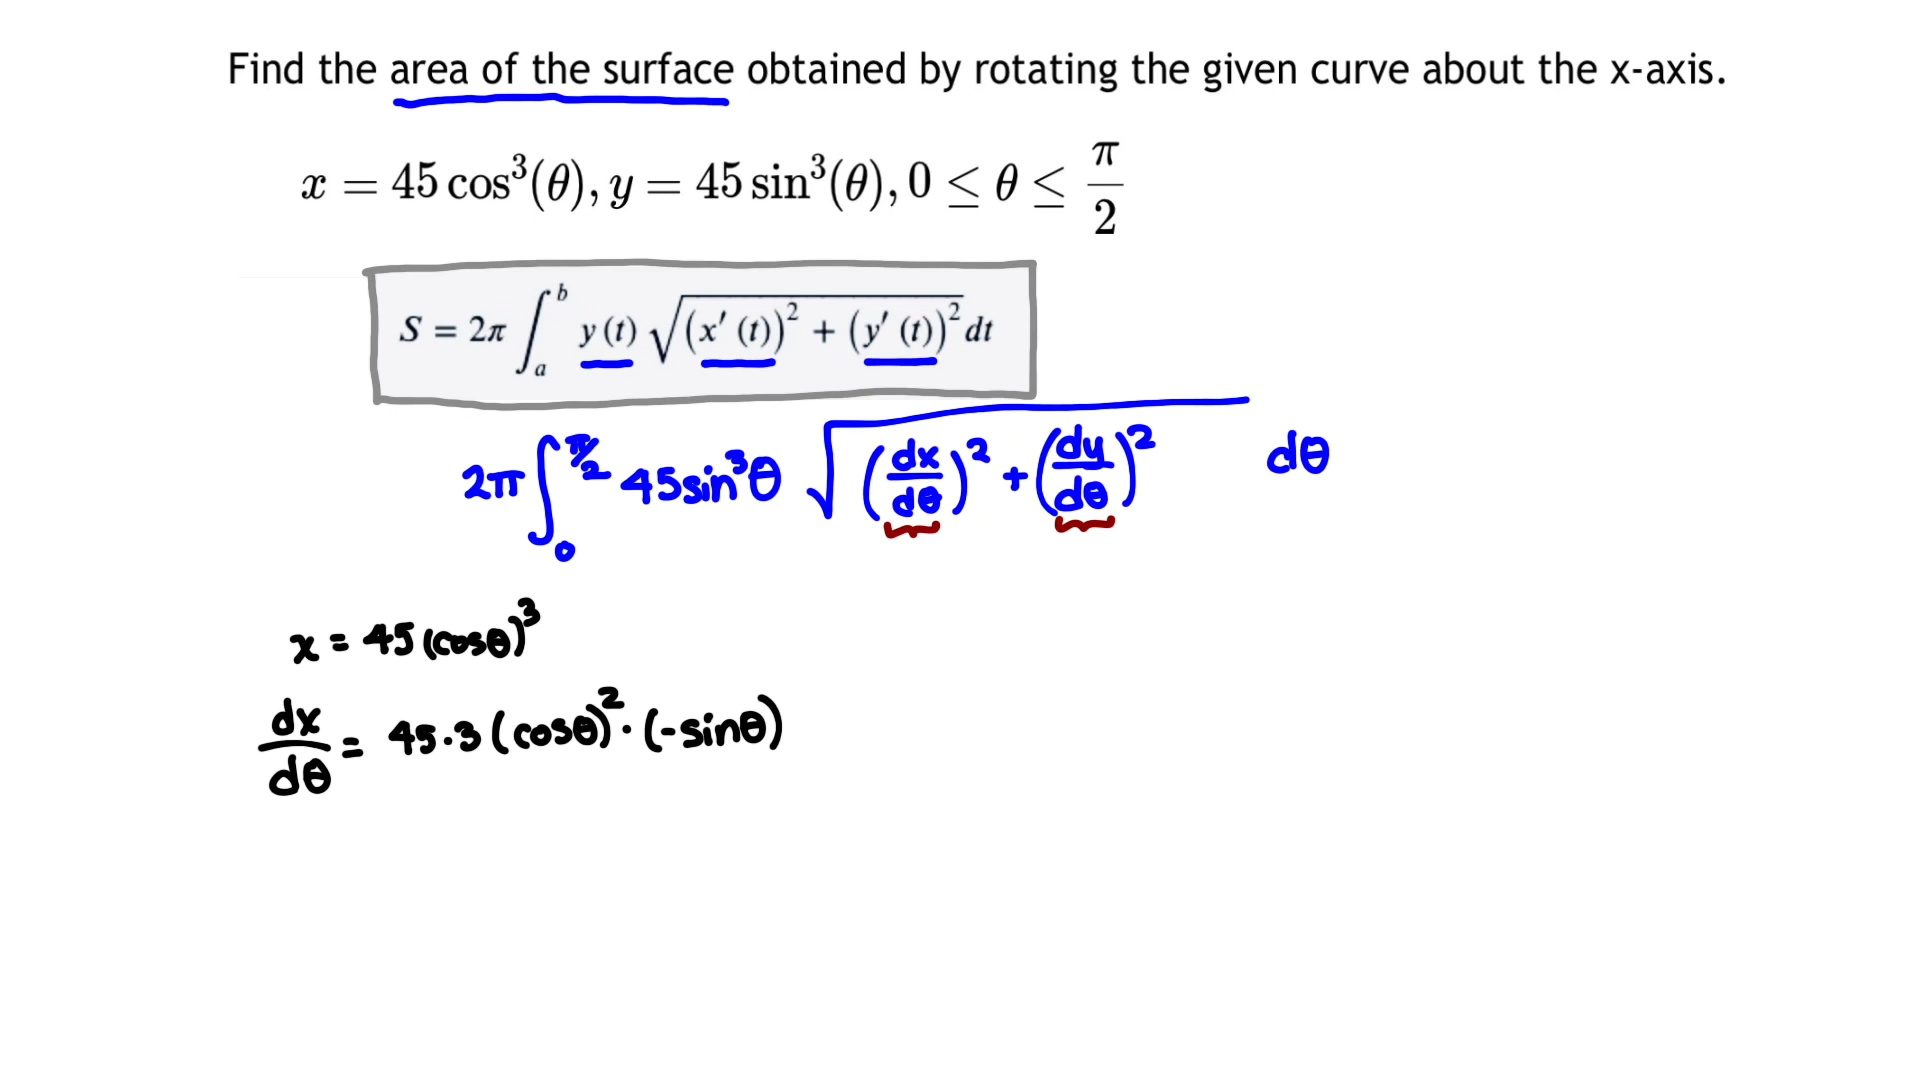 Find the area of the surface obtained by rotating the given curve about the x-axis.
x = 45 cos³(θ), y = 45 sin³(θ), 0 ≤ θ ≤ π/2
S = 2π ∫_a^b y(t) √((x′(t))² + (y′(t))²) dt
2π ∫_0^{π/2} 45sin³θ √((dx/dθ)² + (dy/dθ)²) dθ
x = 45(cosθ)³
dx/dθ = 45·3(cosθ)²·(-sinθ)